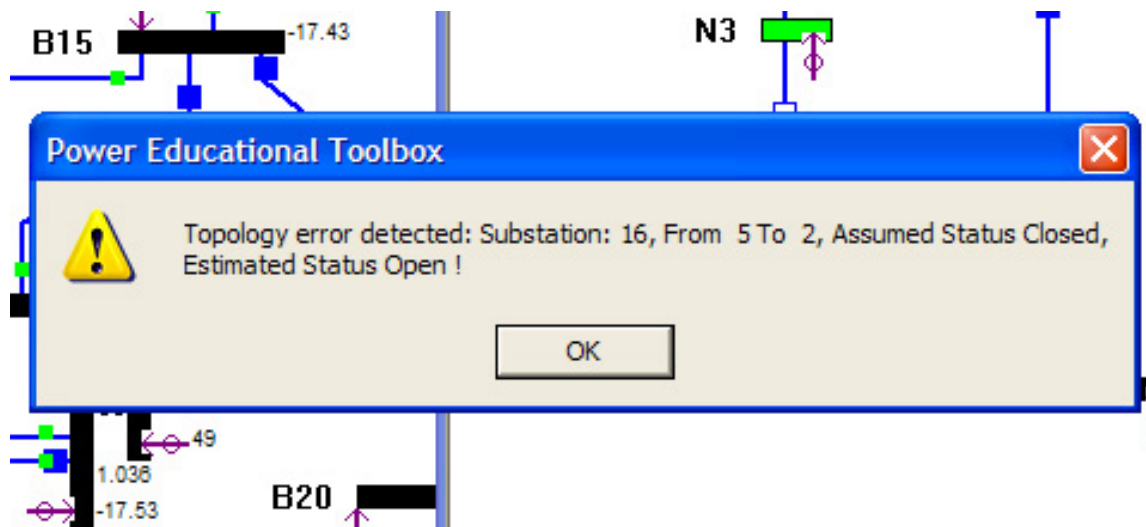 B15
-17.43
N3
Power Educational Toolbox
Topology error detected: Substation: 16, From  5 To  2, Assumed Status Closed,
Estimated Status Open !
OK
49
1.036
-17.53
B20